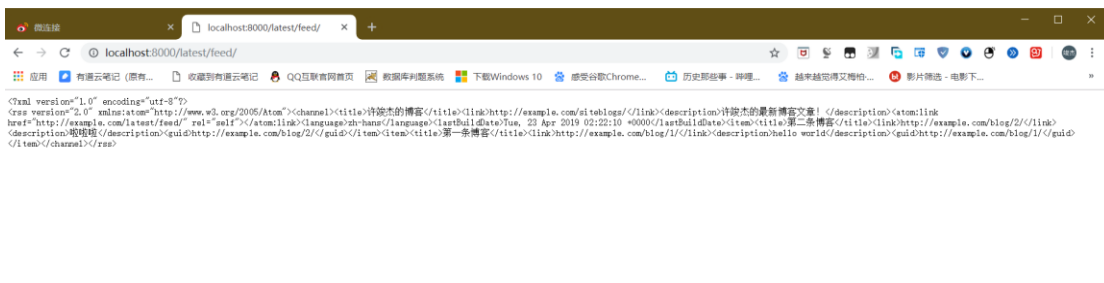 微连接
localhost:8000/latest/feed/
localhost:8000/latest/feed/
应用 有道云笔记 (原有... 收藏到有道云笔记 QQ互联官网首页 数据库判题系统 下载Windows 10 感受谷歌Chrome... 历史那些事 - 哔哩... 越来越觉得艾梅柏·... 影片筛选 - 电影下... »
<?xml version="1.0" encoding="utf-8"?>
<rss version="2.0" xmlns:atom="http://www.w3.org/2005/Atom"><channel><title>许竣杰的博客</title><link>http://example.com/siteblogs/</link><description>许竣杰的最新博客文章!</description><atom:link
href="http://example.com/latest/feed/" rel="self"></atom:link><language>zh-hans</language><lastBuildDate>Tue, 23 Apr 2019 02:22:10 +0000</lastBuildDate><item><title>第二条博客</title><link>http://example.com/blog/2/</link>
<description>啦啦啦</description><guid>http://example.com/blog/2/</guid></item><item><title>第一条博客</title><link>http://example.com/blog/1/</link><description>hello world</description><guid>http://example.com/blog/1/</guid>
</item></channel></rss>